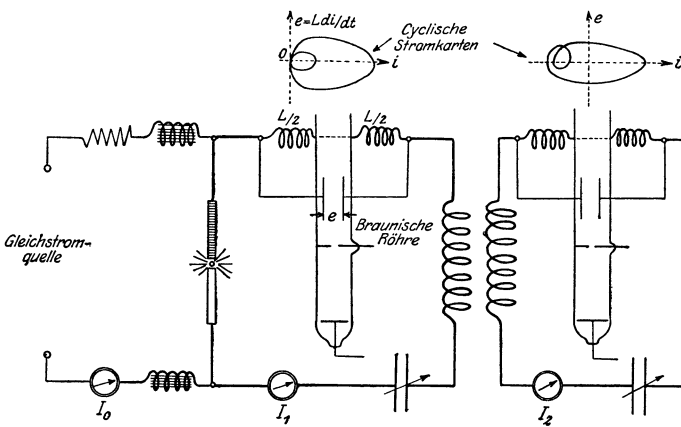 e=Ldi/dt
Cyclische
Stromkarten
e
0
i
i
L/2
L/2
e
Braunische
Röhre
Gleichstrom-
quelle
I₀
I₁
I₂